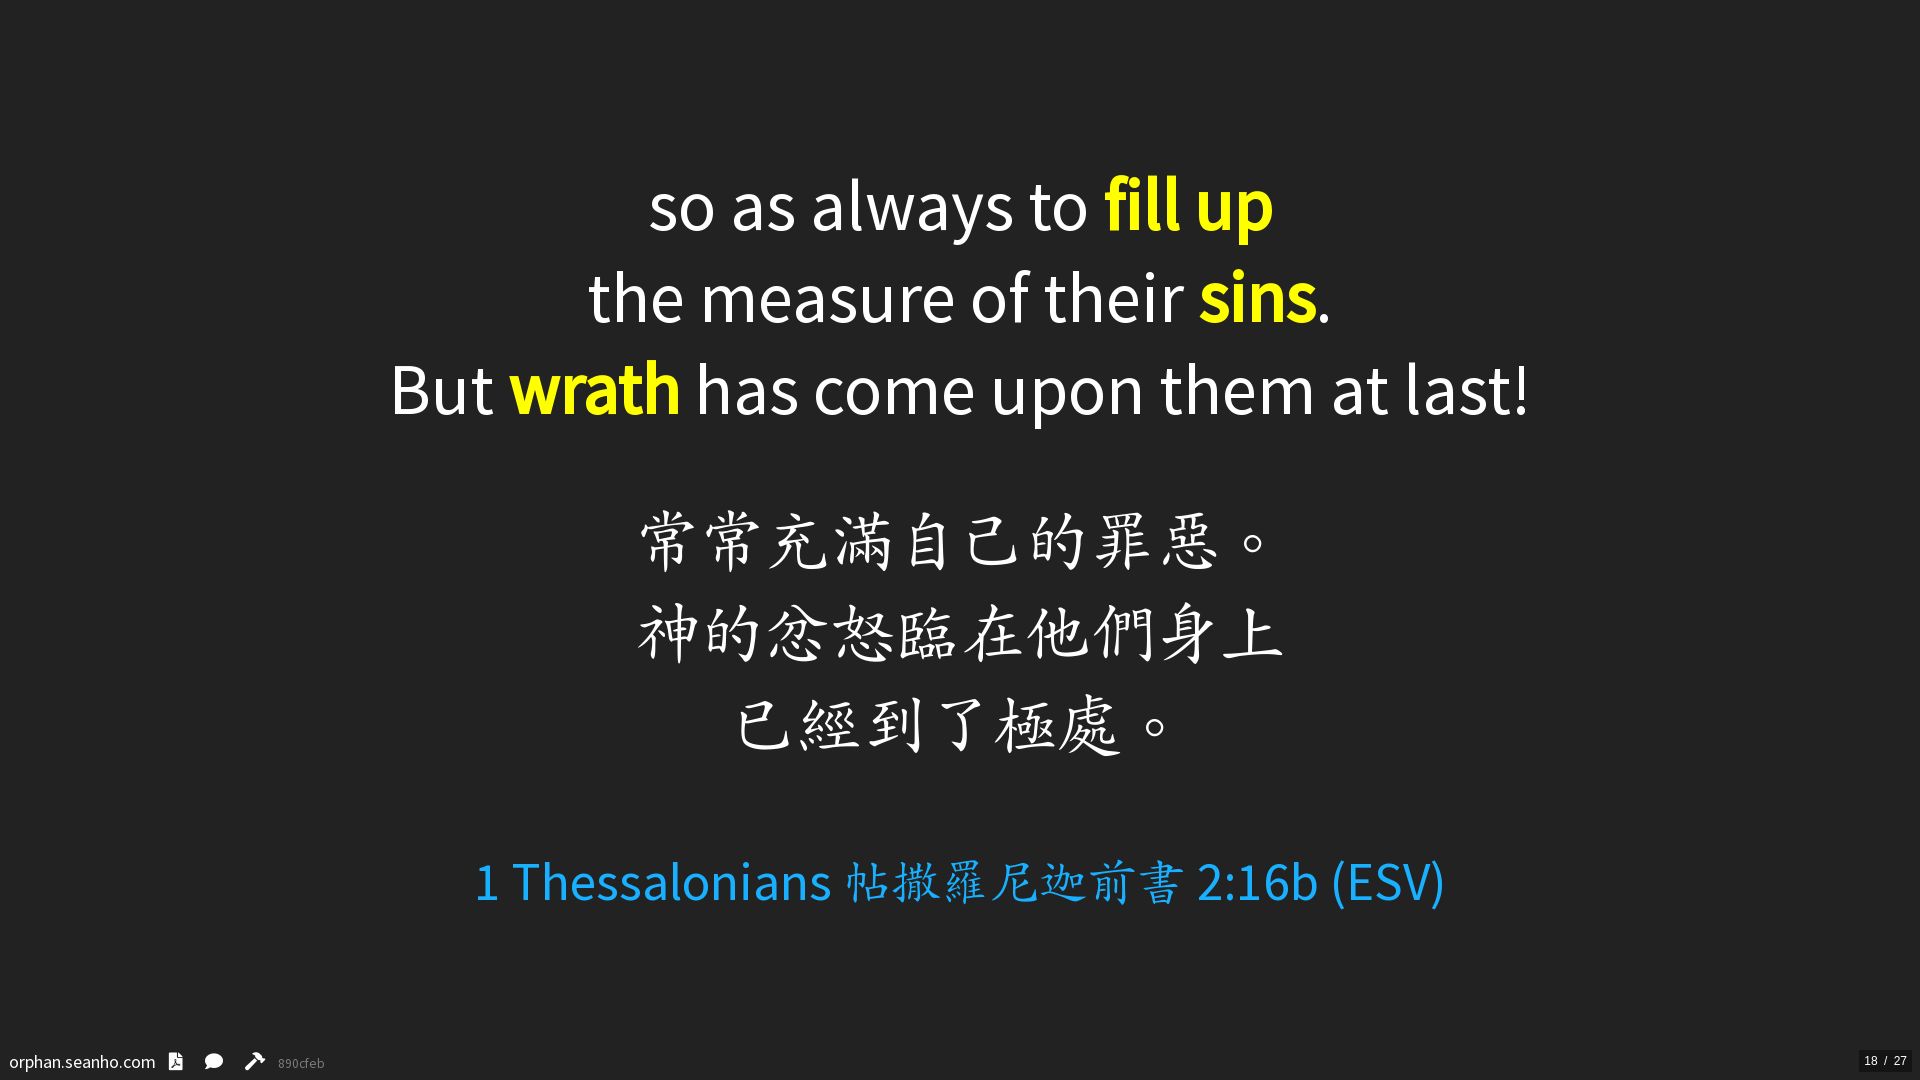 so as always to fill up
the measure of their sins.
But wrath has come upon them at last!
常常充滿自己的罪惡。
神的忿怒臨在他們身上
已經到了極處。
1 Thessalonians 帖撒羅尼迦前書 2:16b (ESV)
orphan.seanho.com 890cfeb
18 / 27